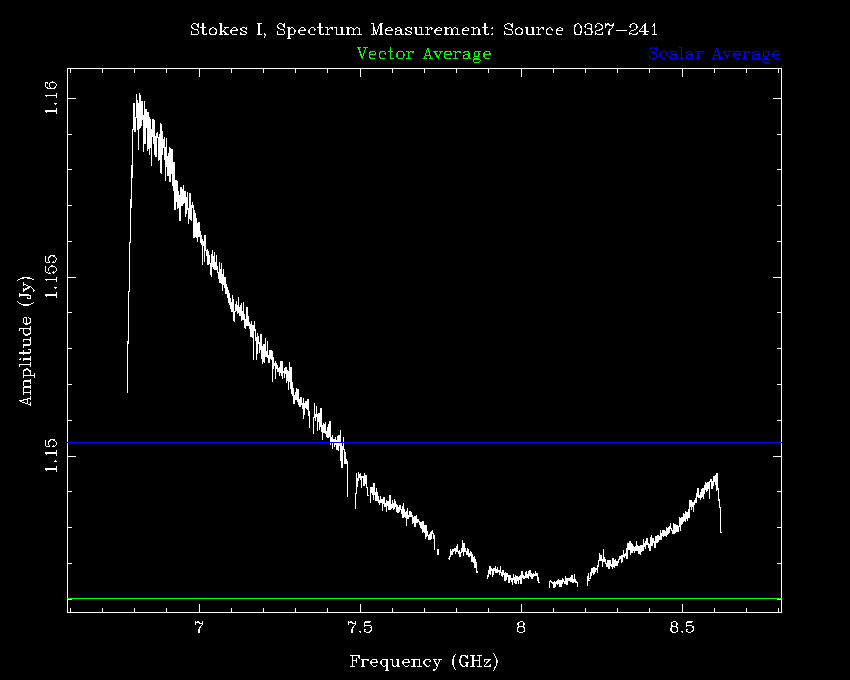 Stokes I, Spectrum Measurement: Source 0327−241
Vector Average Scalar Average
1.16
1.155
1.15
Amplitude (Jy)
7 7.5 8 8.5
Frequency (GHz)